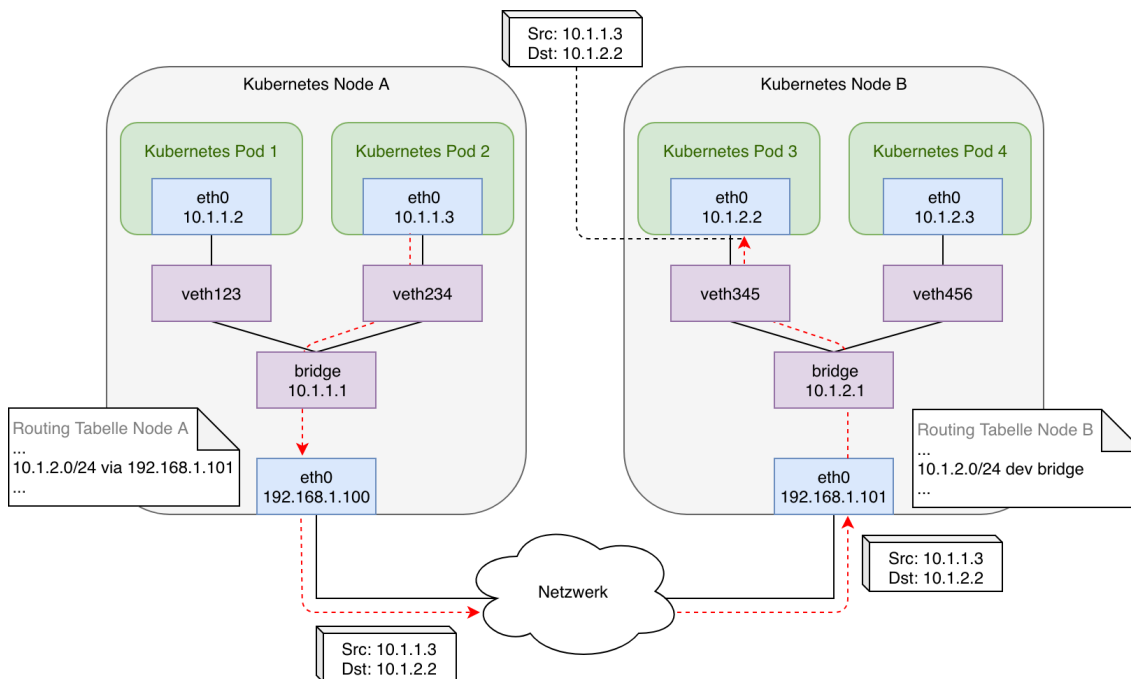 Src: 10.1.1.3
Dst: 10.1.2.2
Kubernetes Node A
Kubernetes Pod 1
eth0
10.1.1.2
Kubernetes Pod 2
eth0
10.1.1.3
veth123
veth234
bridge
10.1.1.1
Routing Tabelle Node A
...
10.1.2.0/24 via 192.168.1.101
...
eth0
192.168.1.100
Kubernetes Node B
Kubernetes Pod 3
eth0
10.1.2.2
Kubernetes Pod 4
eth0
10.1.2.3
veth345
veth456
bridge
10.1.2.1
Routing Tabelle Node B
...
10.1.2.0/24 dev bridge
...
eth0
192.168.1.101
Netzwerk
Src: 10.1.1.3
Dst: 10.1.2.2
Src: 10.1.1.3
Dst: 10.1.2.2